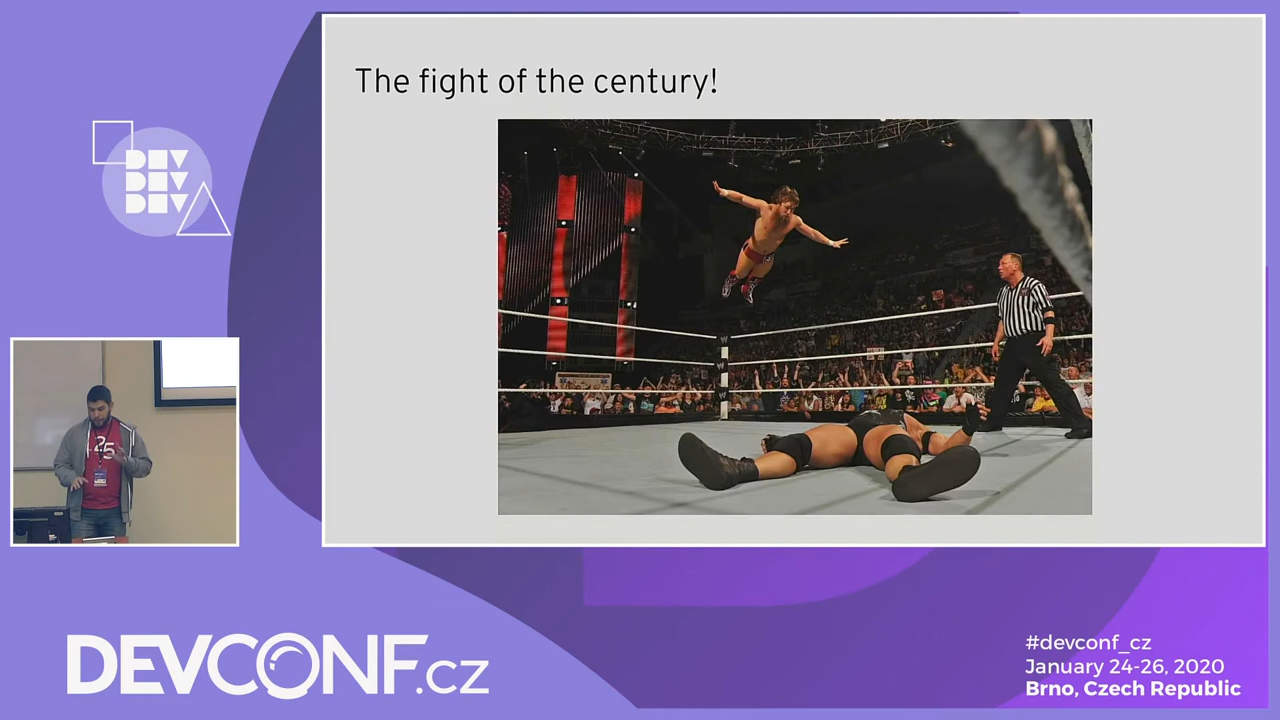 The fight of the century!
DEV
DEV
DEV
DEVCONF.cz
#devconf_cz
January 24-26, 2020
Brno, Czech Republic